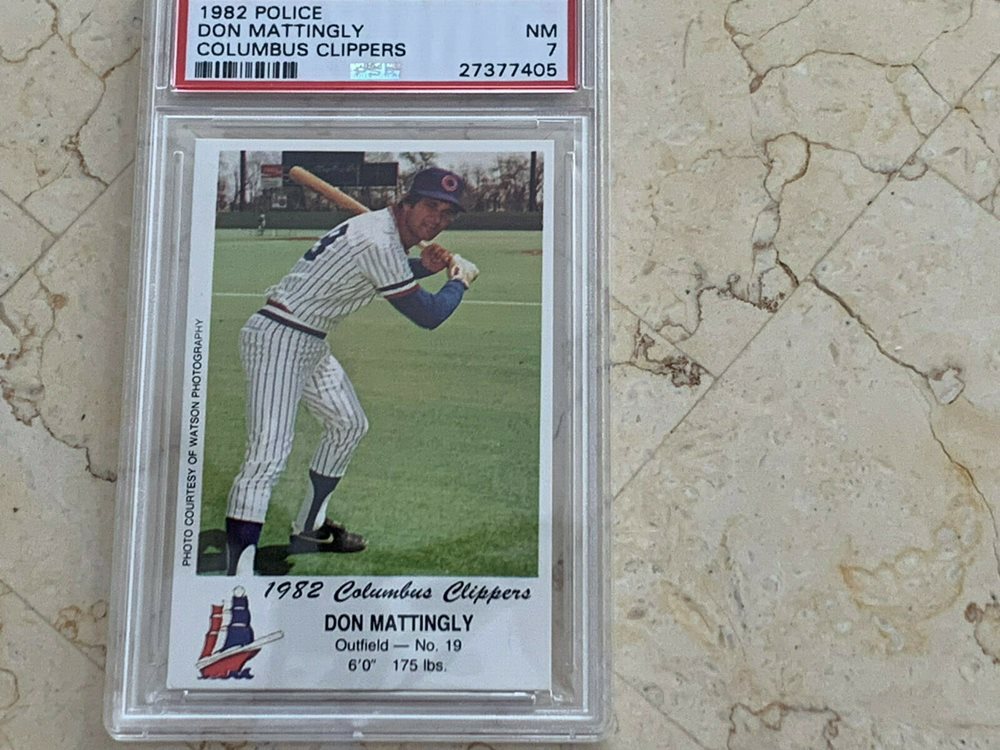 1982 POLICE
DON MATTINGLY NM
COLUMBUS CLIPPERS 7
27377405
PHOTO COURTESY OF WATSON PHOTOGRAPHY
1982 Columbus Clippers
DON MATTINGLY
Outfield — No. 19
6'0" 175 lbs.